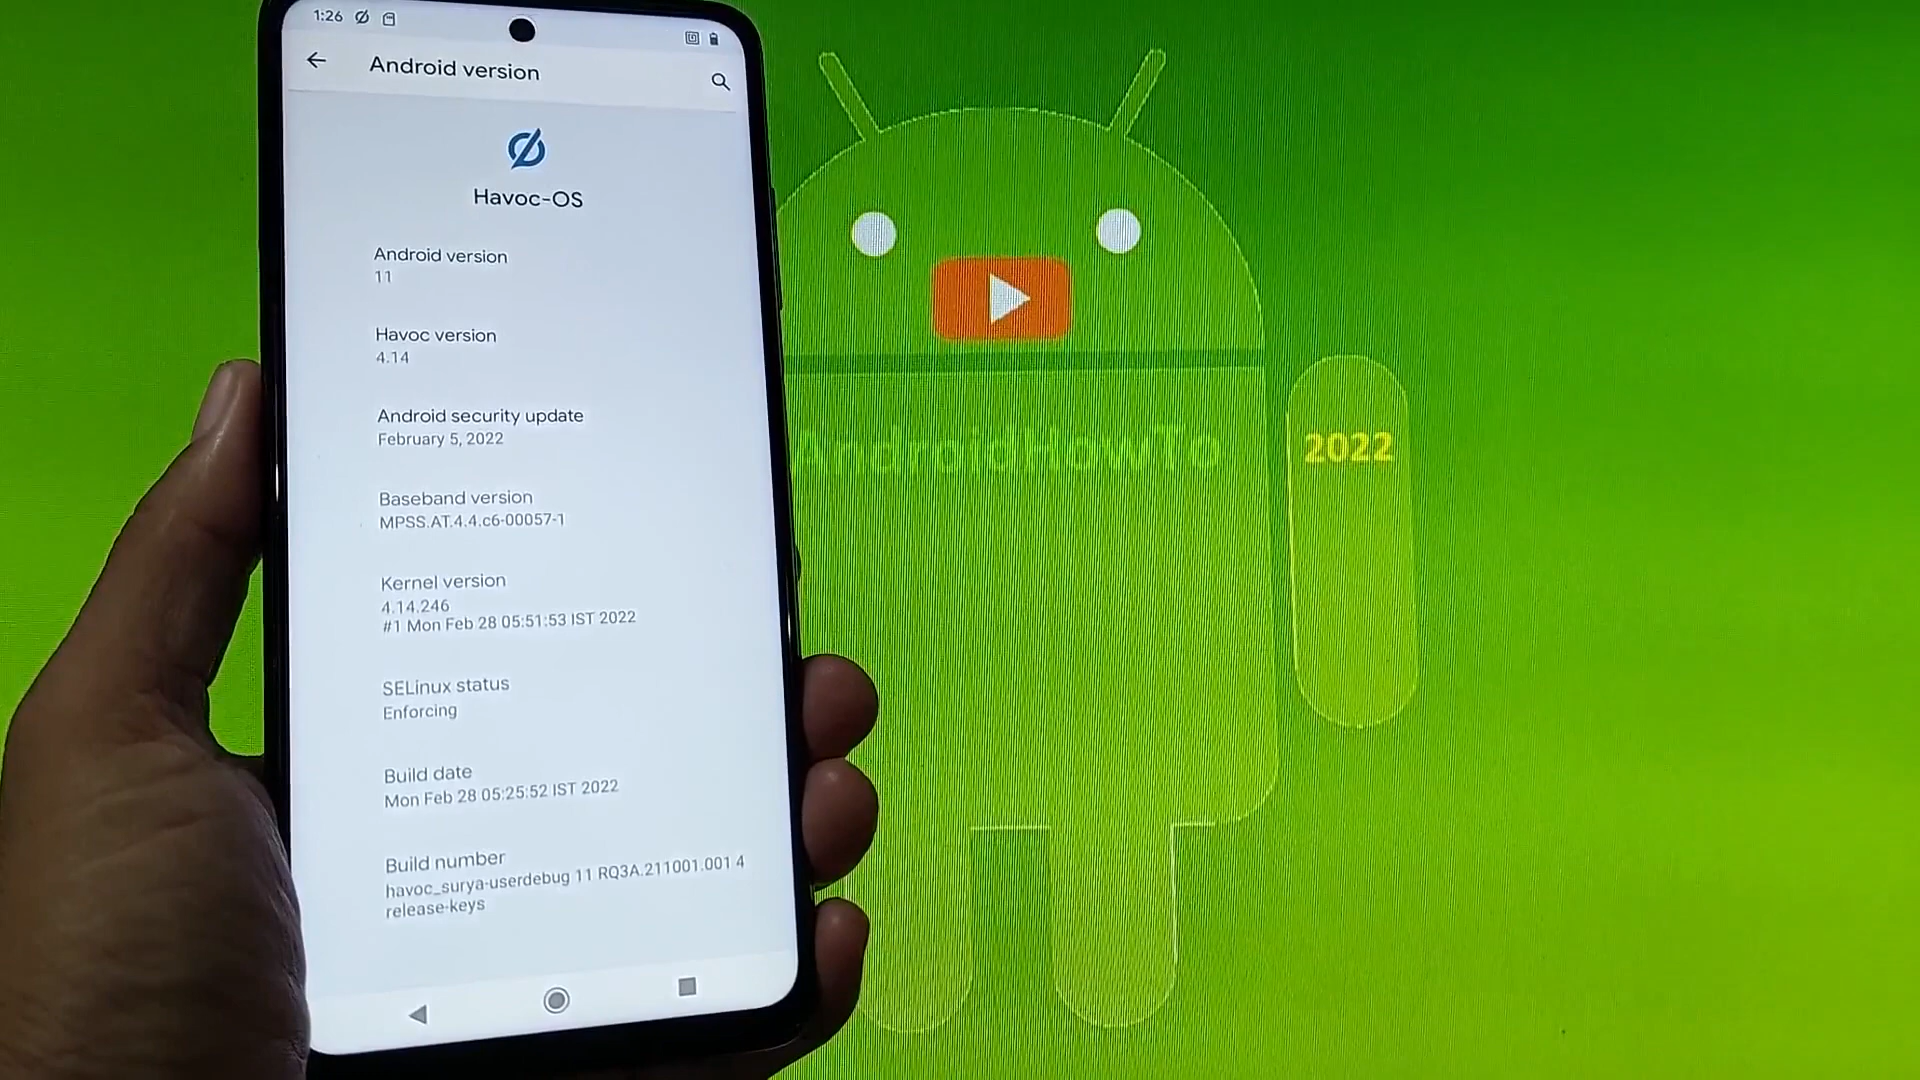 1:26
Android version
Havoc-OS
Android version
11
Havoc version
4.14
Android security update
February 5, 2022
Baseband version
MPSS.AT.4.4.c6-00057-1
Kernel version
4.14.246
#1 Mon Feb 28 05:51:53 IST 2022
SELinux status
Enforcing
Build date
Mon Feb 28 05:25:52 IST 2022
Build number
havoc_surya-userdebug 11 RQ3A.211001.001 4
release-keys
AndroidHowTo
2022